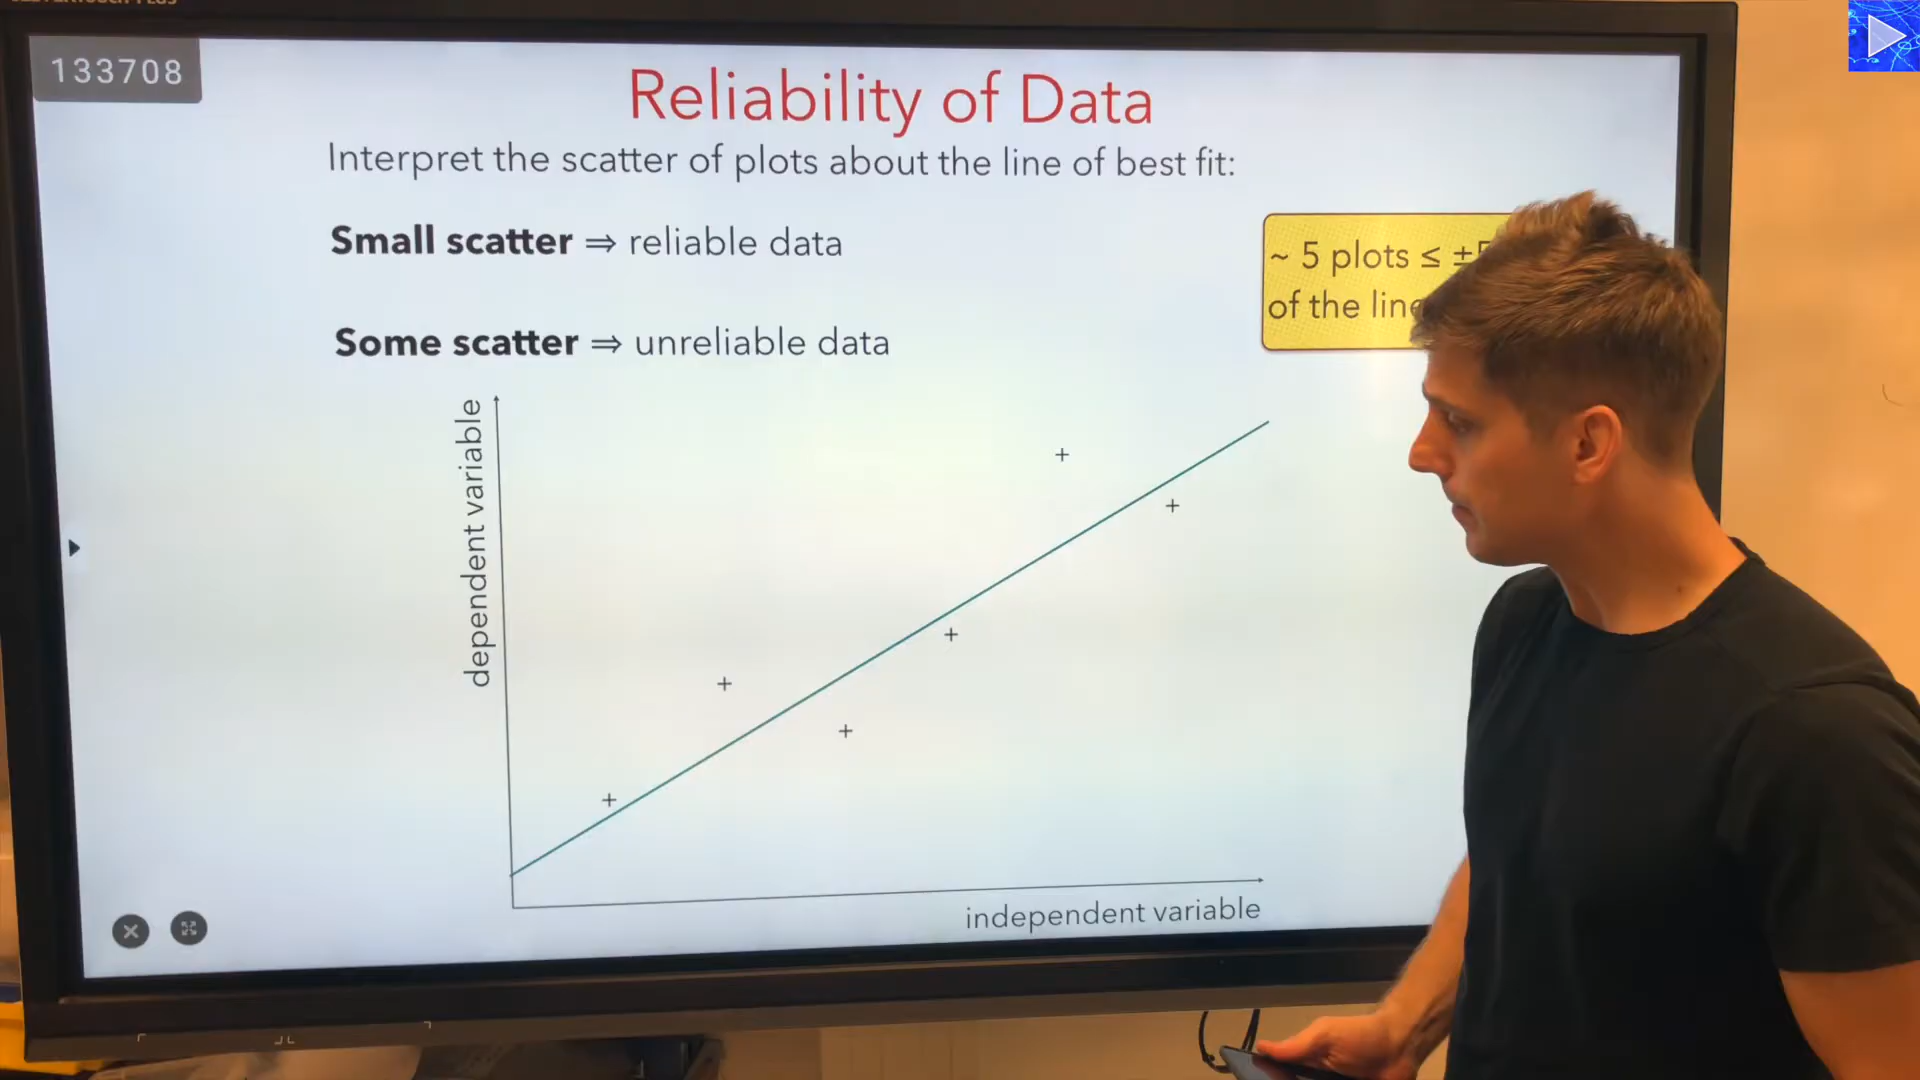 133708
Reliability of Data
Interpret the scatter of plots about the line of best fit:
Small scatter ⇒ reliable data
~ 5 plots ≤ ±
of the line
Some scatter ⇒ unreliable data
dependent variable
independent variable